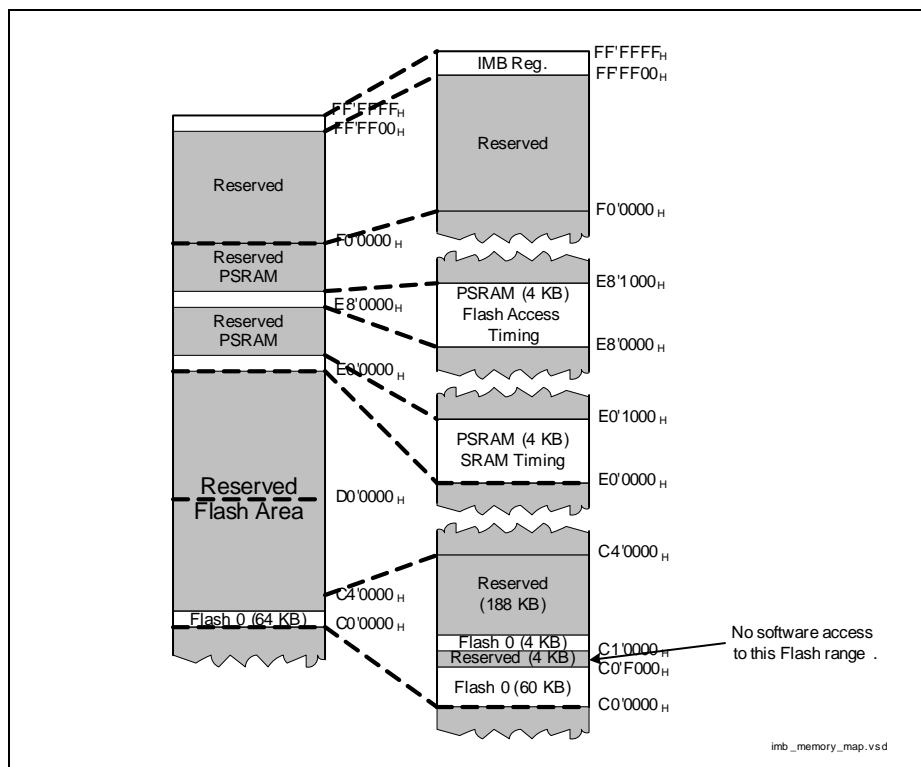 FF'FFFFH
IMB Reg.
FF'FF00H
FF'FFFFH
FF'FF00H
Reserved
Reserved
F0'0000 H
F0'0000 H
Reserved
PSRAM
E8'1000 H
PSRAM (4 KB)
Flash Access
Timing
E8'0000 H
E8'0000 H
Reserved
PSRAM
E0'0000 H
E0'1000 H
PSRAM (4 KB)
SRAM Timing
E0'0000 H
Reserved
Flash Area
D0'0000 H
C4'0000 H
Reserved
(188 KB)
C4'0000 H
Flash 0 (64 KB)
C0'0000 H
Flash 0 (4 KB)
C1'0000 H
Reserved (4 KB)
C0'F000 H
Flash 0 (60 KB)
C0'0000 H
No software access
to this Flash range .
imb_memory_map.vsd